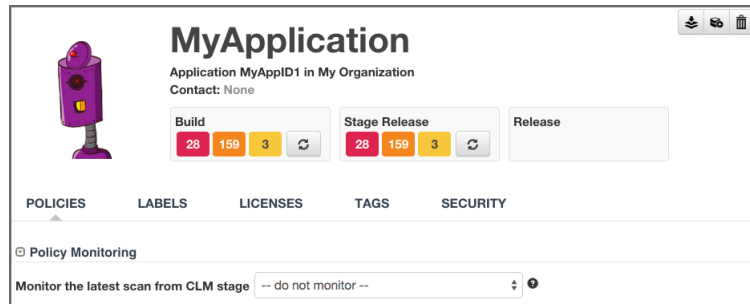 MyApplication
Application MyAppID1 in My Organization
Contact: None
Build
28 159 3
Stage Release
28 159 3
Release
POLICIES LABELS LICENSES TAGS SECURITY
Policy Monitoring
Monitor the latest scan from CLM stage -- do not monitor -- ?